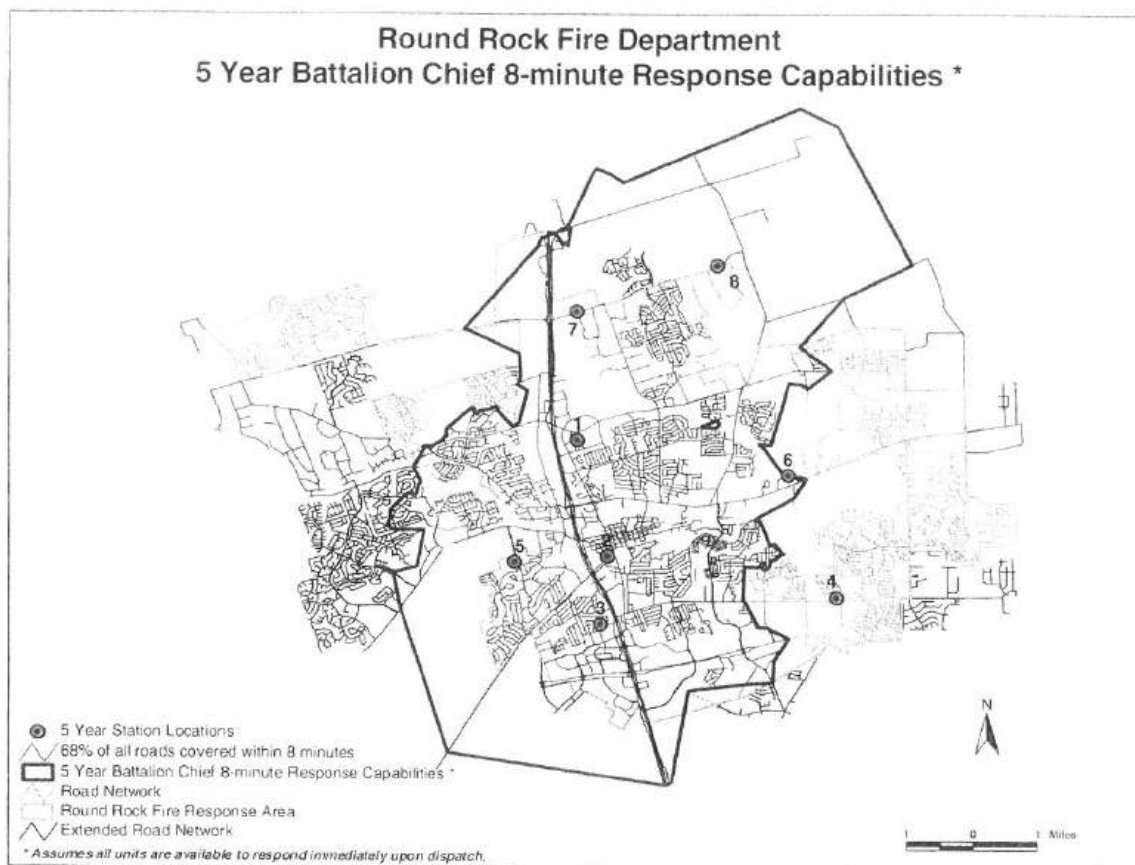 Round Rock Fire Department
5 Year Battalion Chief 8-minute Response Capabilities *
8
7
1
6
2
5
4
3
N
5 Year Station Locations
68% of all roads covered within 8 minutes
5 Year Battalion Chief 8-minute Response Capabilities *
Road Network
Round Rock Fire Response Area
Extended Road Network
1 0 1 Miles
* Assumes all units are available to respond immediately upon dispatch.